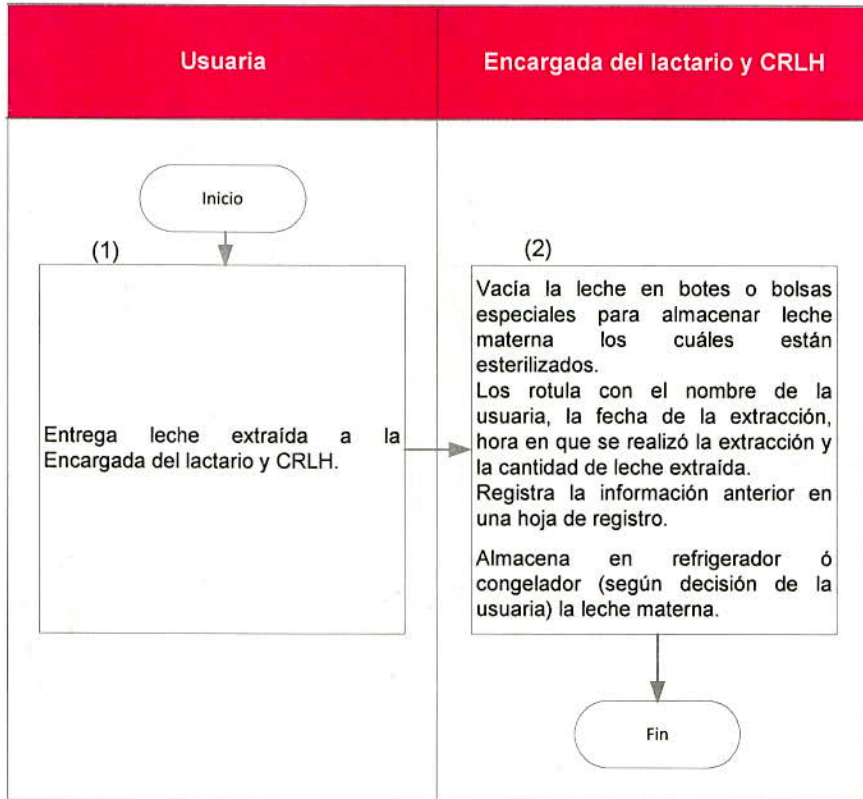 Usuaria
Encargada del lactario y CRLH
Inicio
(1)
Entrega leche extraída a la
Encargada del lactario y CRLH.
(2)
Vacía la leche en botes o bolsas
especiales para almacenar leche
materna los cuáles están
esterilizados.
Los rotula con el nombre de la
usuaria, la fecha de la extracción,
hora en que se realizó la extracción y
la cantidad de leche extraída.
Registra la información anterior en
una hoja de registro.
Almacena en refrigerador ó
congelador (según decisión de la
usuaria) la leche materna.
Fin